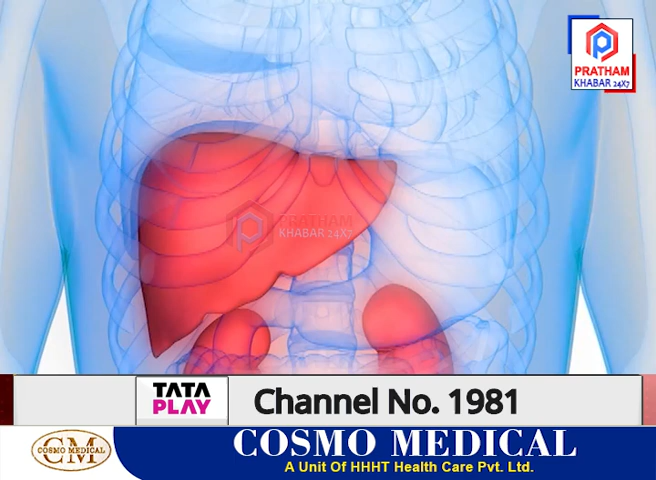 PRATHAM
KHABAR 24X7
PRATHAM
KHABAR 24X7
TATA
PLAY
Channel No. 1981
CM
COSMO MEDICAL
COSMO MEDICAL
A Unit Of HHHT Health Care Pvt. Ltd.